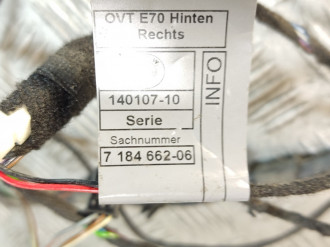 OVT E70 Hinten
Rechts
140107-10
Serie
Sachnummer
7 184 662-06
INFO